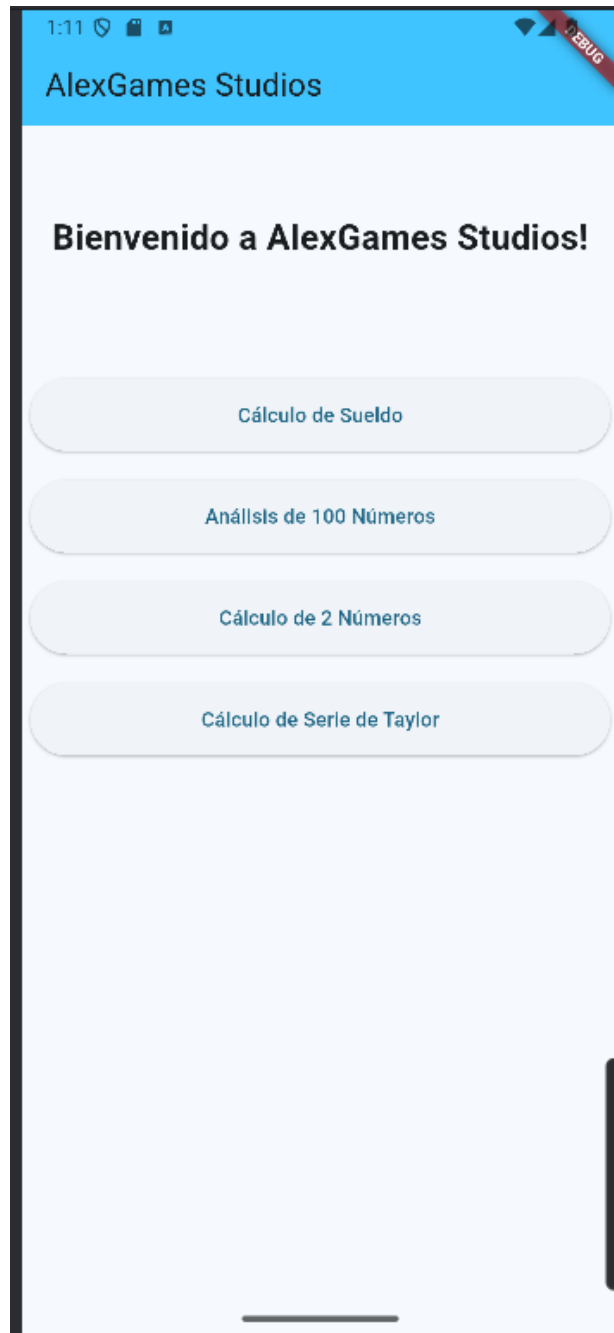 1:11
DEBUG
AlexGames Studios
Bienvenido a AlexGames Studios!
Cálculo de Sueldo
Análisis de 100 Números
Cálculo de 2 Números
Cálculo de Serie de Taylor